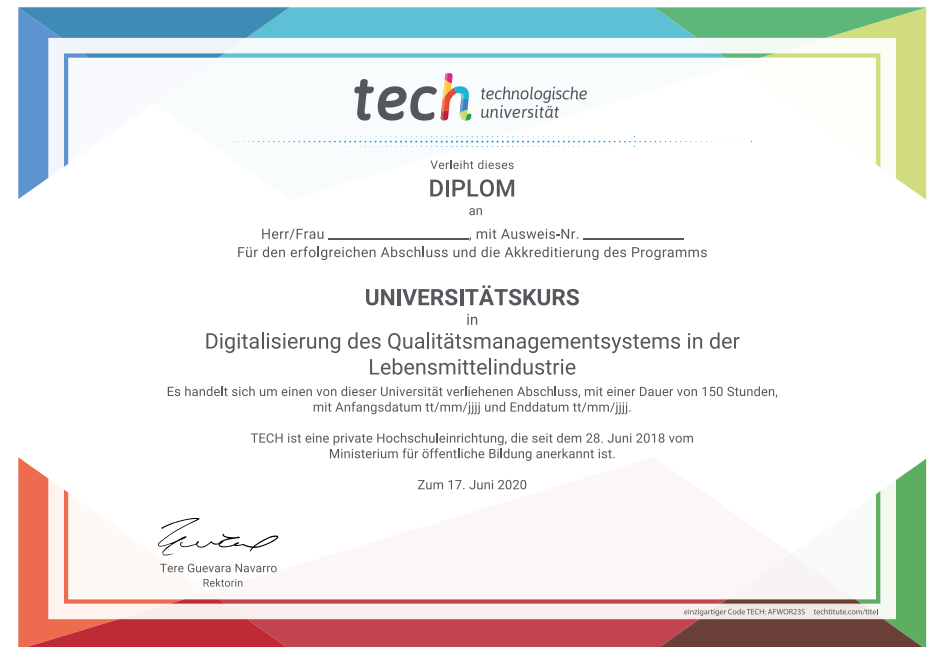 tech technologische
universität
Verleiht dieses
DIPLOM
an
Herr/Frau ____________, mit Ausweis-Nr. ____________
Für den erfolgreichen Abschluss und die Akkreditierung des Programms
UNIVERSITÄTSKURS
in
Digitalisierung des Qualitätsmanagementsystems in der
Lebensmittelindustrie
Es handelt sich um einen von dieser Universität verliehenen Abschluss, mit einer Dauer von 150 Stunden,
mit Anfangsdatum tt/mm/jjjj und Enddatum tt/mm/jjjj.
TECH ist eine private Hochschuleinrichtung, die seit dem 28. Juni 2018 vom
Ministerium für öffentliche Bildung anerkannt ist.
Zum 17. Juni 2020
Tere Guevara Navarro
Rektorin
einzigartiger Code TECH: AFWOR23S techtitute.com/titel